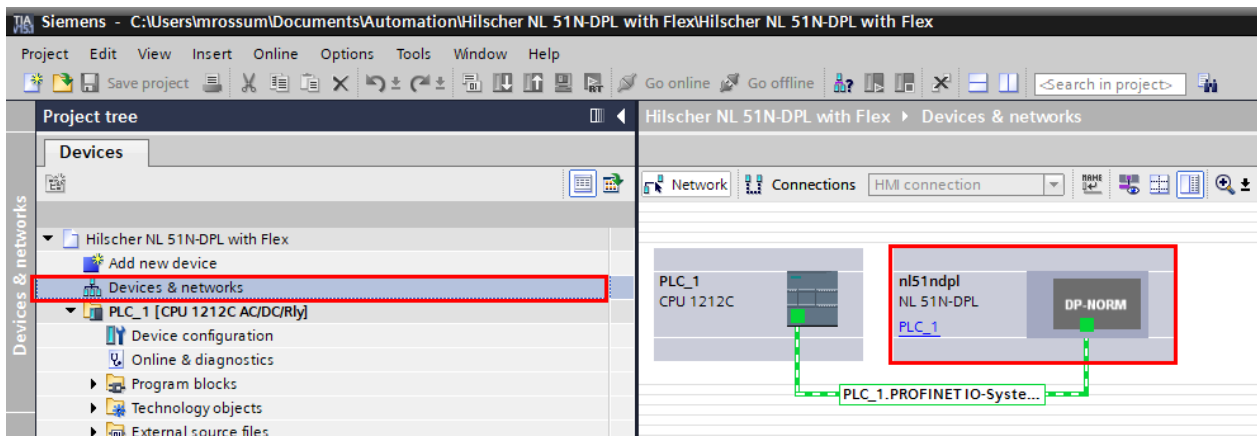 Siemens - C:\Users\mrossum\Documents\Automation\Hilscher NL 51N-DPL with Flex\Hilscher NL 51N-DPL with Flex
Project Edit View Insert Online Options Tools Window Help
Save project Go online Go offline <Search in project>
Project tree
Hilscher NL 51N-DPL with Flex Devices & networks
Devices
Network Connections HMI connection
Devices & networks
Hilscher NL 51N-DPL with Flex
Add new device
Devices & networks
PLC_1 [CPU 1212C AC/DC/Rly]
Device configuration
Online & diagnostics
Program blocks
Technology objects
External source files
PLC_1
CPU 1212C
nl51ndpl
NL 51N-DPL
PLC_1
DP-NORM
PLC_1.PROFINET IO-Syste...